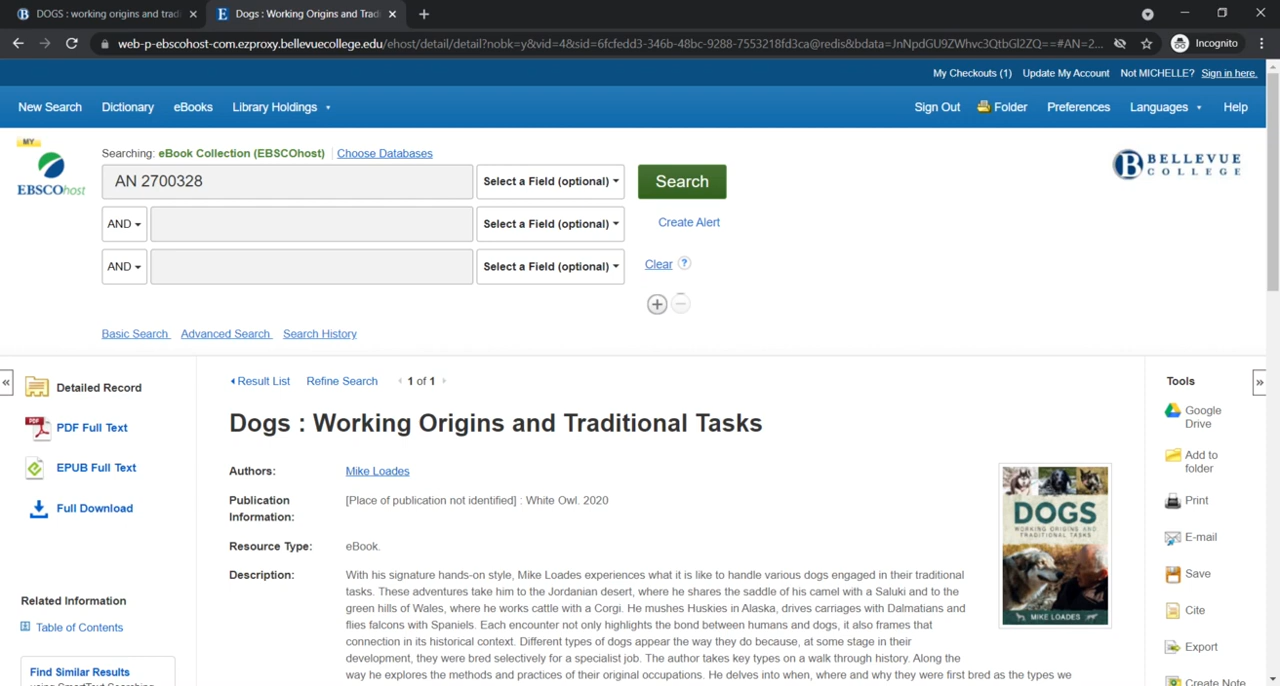 DOGS : working origins and tradi
Dogs : Working Origins and Trad
web-p-ebscohost-com.ezproxy.bellevuecollege.edu/ehost/detail/detail?nobk=y&vid=4&sid=6fcfedd3-346b-48bc-9288-7553218fd3ca@redis&bdata=JnNpdGU9ZWhvc3QtbGl2ZQ==#AN=2...
Incognito
My Checkouts (1) Update My Account Not MICHELLE? Sign in here.
New Search Dictionary eBooks Library Holdings
Sign Out Folder Preferences Languages Help
MY
EBSCOhost
Searching: eBook Collection (EBSCOhost) Choose Databases
AN 2700328 Select a Field (optional) Search
AND Select a Field (optional) Create Alert
AND Select a Field (optional) Clear ?
Basic Search Advanced Search Search History
B BELLEVUE
COLLEGE
Detailed Record
PDF
PDF Full Text
EPUB Full Text
Full Download
Related Information
Table of Contents
Find Similar Results
using SmartText Searching.
Result List Refine Search 1 of 1
Dogs : Working Origins and Traditional Tasks
Authors: Mike Loades
Publication Information: [Place of publication not identified] : White Owl. 2020
Resource Type: eBook.
Description: With his signature hands-on style, Mike Loades experiences what it is like to handle various dogs engaged in their traditional
tasks. These adventures take him to the Jordanian desert, where he shares the saddle of his camel with a Saluki and to the
green hills of Wales, where he works cattle with a Corgi. He mushes Huskies in Alaska, drives carriages with Dalmatians and
flies falcons with Spaniels. Each encounter not only highlights the bond between humans and dogs, it also frames that
connection in its historical context. Different types of dogs appear the way they do because, at some stage in their
development, they were bred selectively for a specialist job. The author takes key types on a walk through history. Along the
way he explores the methods and practices of their original occupations. He delves into when, where and why they were first bred as the types we
DOGS
WORKING ORIGINS AND
TRADITIONAL TASKS
MIKE LOADES
Tools
Google
Drive
Add to
folder
Print
E-mail
Save
Cite
Export
Create Note